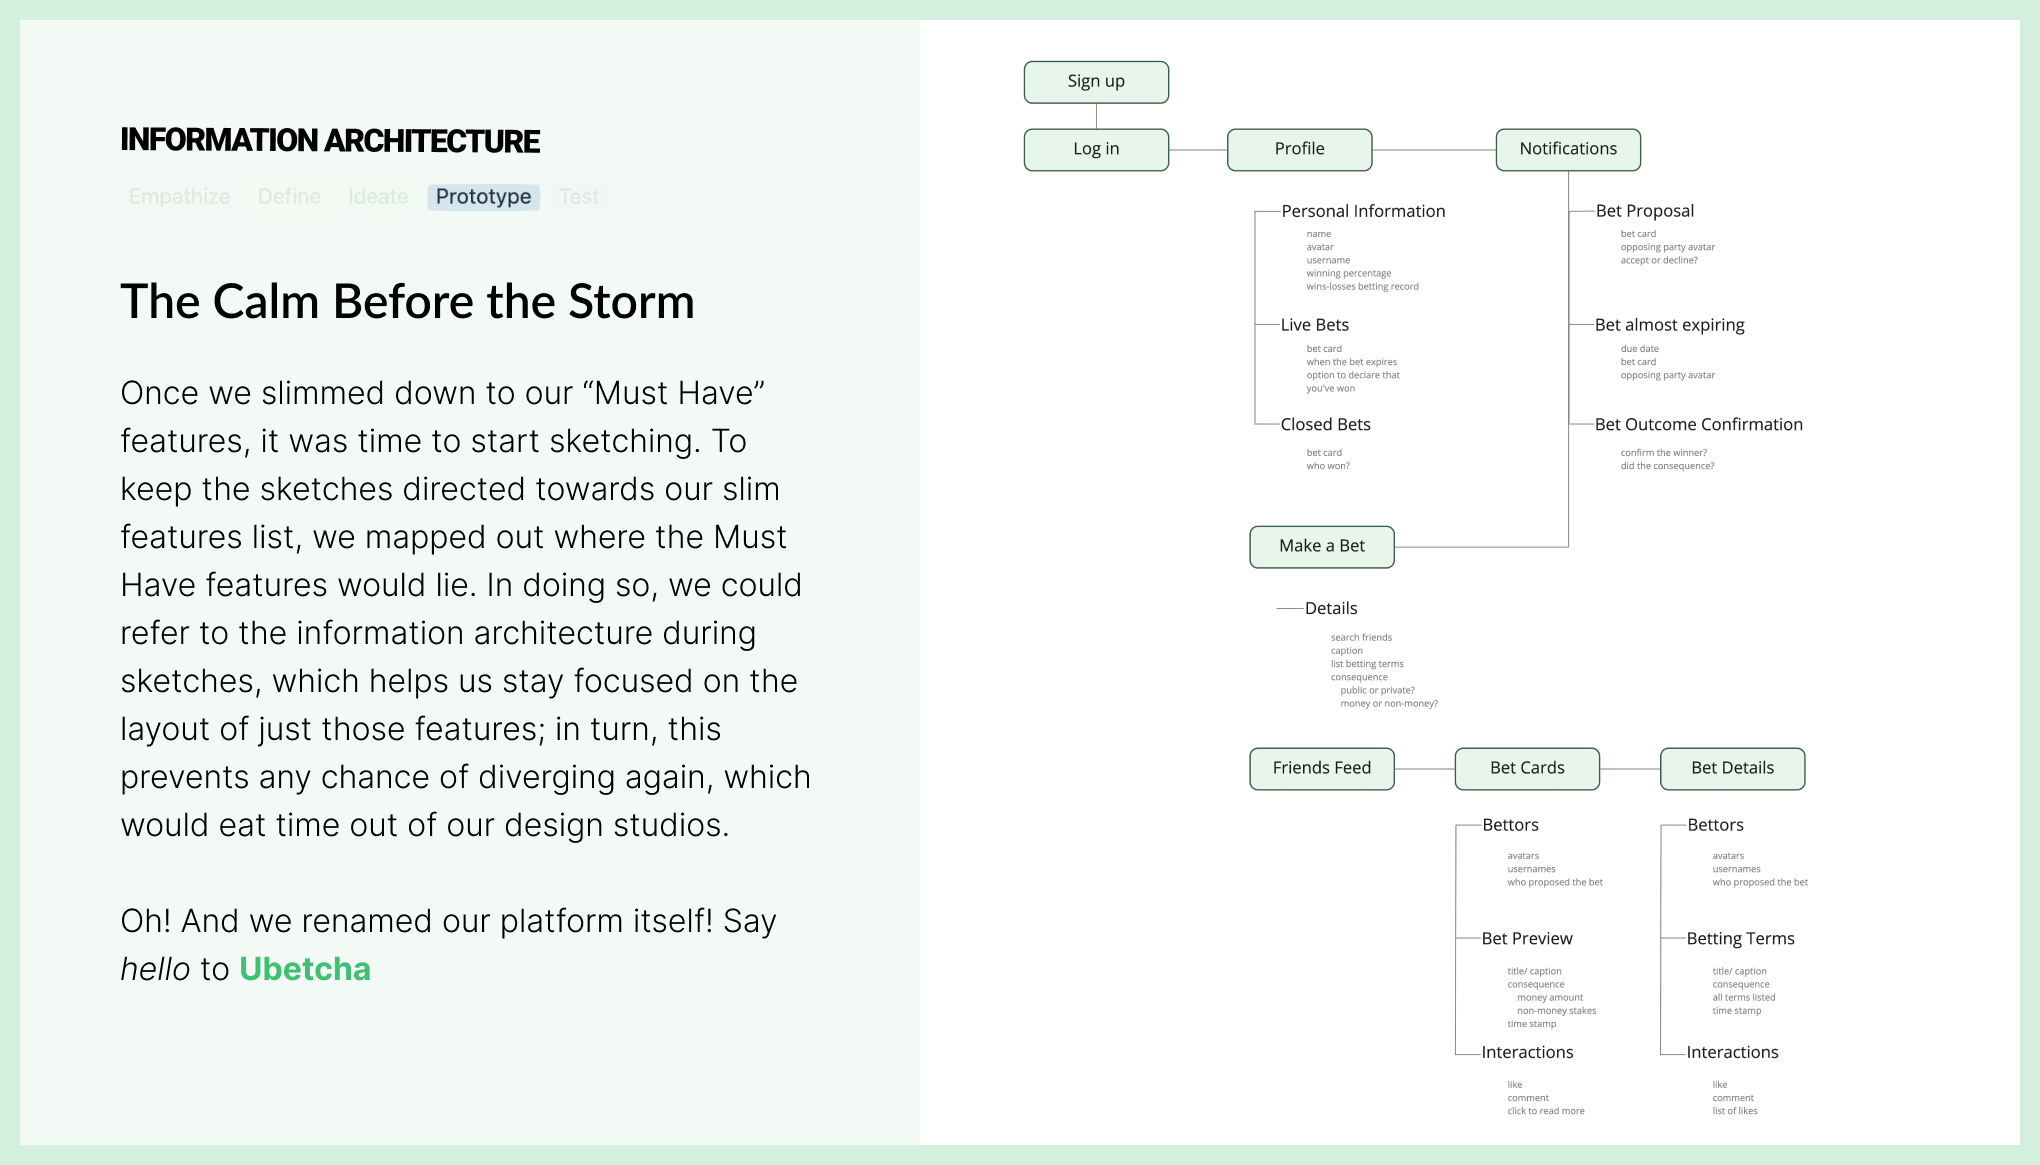 INFORMATION ARCHITECTURE
Empathize Define Ideate Prototype Test
The Calm Before the Storm
Once we slimmed down to our “Must Have”
features, it was time to start sketching. To
keep the sketches directed towards our slim
features list, we mapped out where the Must
Have features would lie. In doing so, we could
refer to the information architecture during
sketches, which helps us stay focused on the
layout of just those features; in turn, this
prevents any chance of diverging again, which
would eat time out of our design studios.
Oh! And we renamed our platform itself! Say
hello to Ubetcha
Sign up
Log in
Profile
Notifications
Personal Information
name
avatar
username
winning percentage
wins-losses betting record
Live Bets
bet card
when the bet expires
option to declare that
you've won
Closed Bets
bet card
who won?
Bet Proposal
bet card
opposing party avatar
accept or decline?
Bet almost expiring
due date
bet card
opposing party avatar
Bet Outcome Confirmation
confirm the winner?
did the consequence?
Make a Bet
Details
search friends
caption
list betting terms
consequence
public or private?
money or non-money?
Friends Feed
Bet Cards
Bet Details
Bettors
avatars
usernames
who proposed the bet
Bet Preview
title/ caption
consequence
money amount
non-money stakes
time stamp
Interactions
like
comment
click to read more
Bettors
avatars
usernames
who proposed the bet
Betting Terms
title/ caption
consequence
all terms listed
time stamp
Interactions
like
comment
list of likes